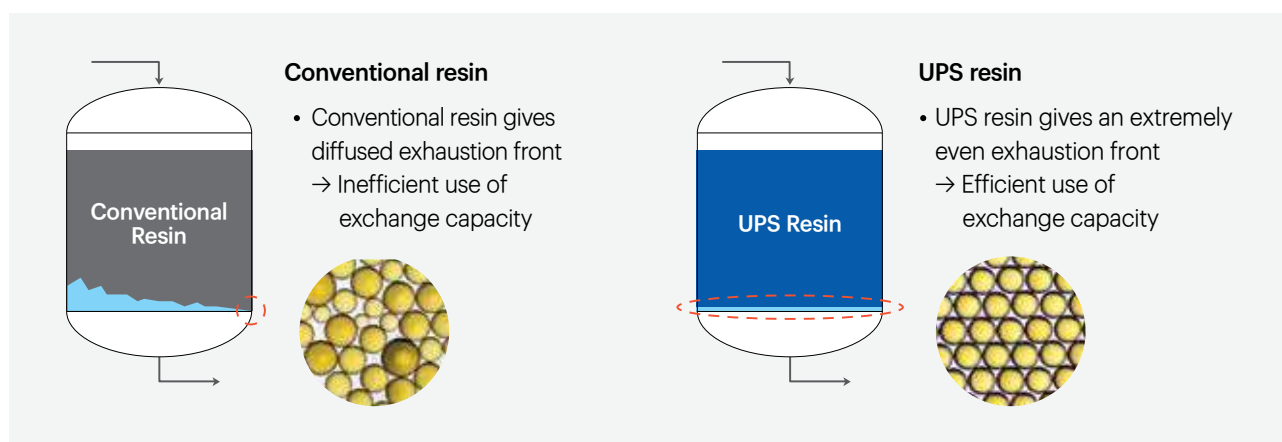 Conventional resin
• Conventional resin gives
diffused exhaustion front
→ Inefficient use of
exchange capacity
Conventional
Resin
UPS resin
• UPS resin gives an extremely
even exhaustion front
→ Efficient use of
exchange capacity
UPS Resin